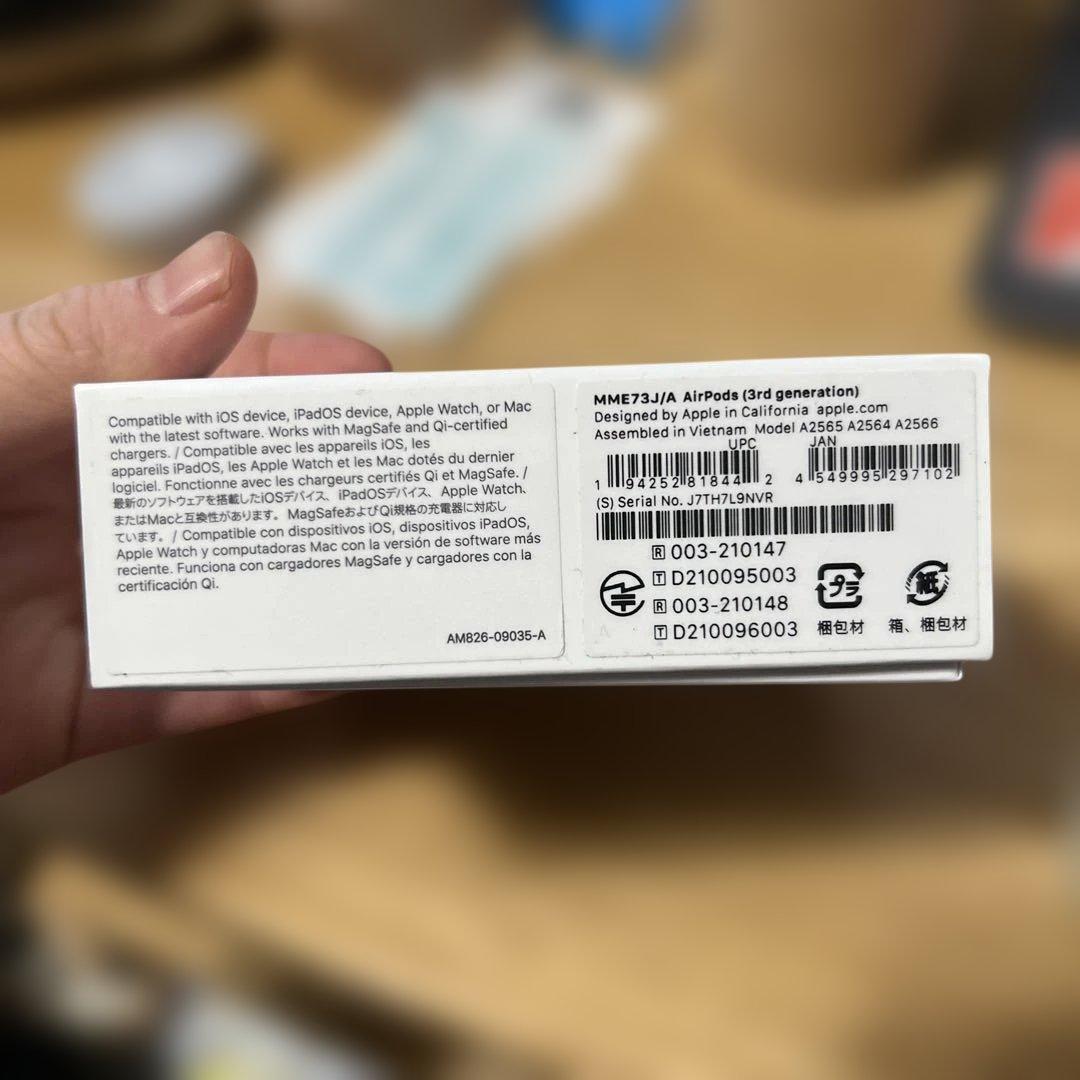 Compatible with iOS device, iPadOS device, Apple Watch, or Mac
with the latest software. Works with MagSafe and Qi-certified
chargers. / Compatible avec les appareils iOS, les
appareils iPadOS, les Apple Watch et les Mac dotés du dernier
logiciel. Fonctionne avec les chargeurs certifiés Qi et MagSafe. /
最新のソフトウェアを搭載したiOSデバイス、iPadOSデバイス、Apple Watch、
またはMacと互換性があります。MagSafeおよびQi規格の充電器に対応し
ています。/ Compatible con dispositivos iOS, dispositivos iPadOS,
Apple Watch y computadoras Mac con la versión de software más
reciente. Funciona con cargadores MagSafe y cargadores con la
certificación Qi.
AM826-09035-A
MME73J/A AirPods (3rd generation)
Designed by Apple in California apple.com
Assembled in Vietnam Model A2565 A2564 A2566
UPC JAN
1 94252 81844 2 4 549995 297102
(S) Serial No. J7TH7L9NVR
R 003-210147
T D210095003
R 003-210148
T D210096003
プラ 紙
梱包材 箱、梱包材